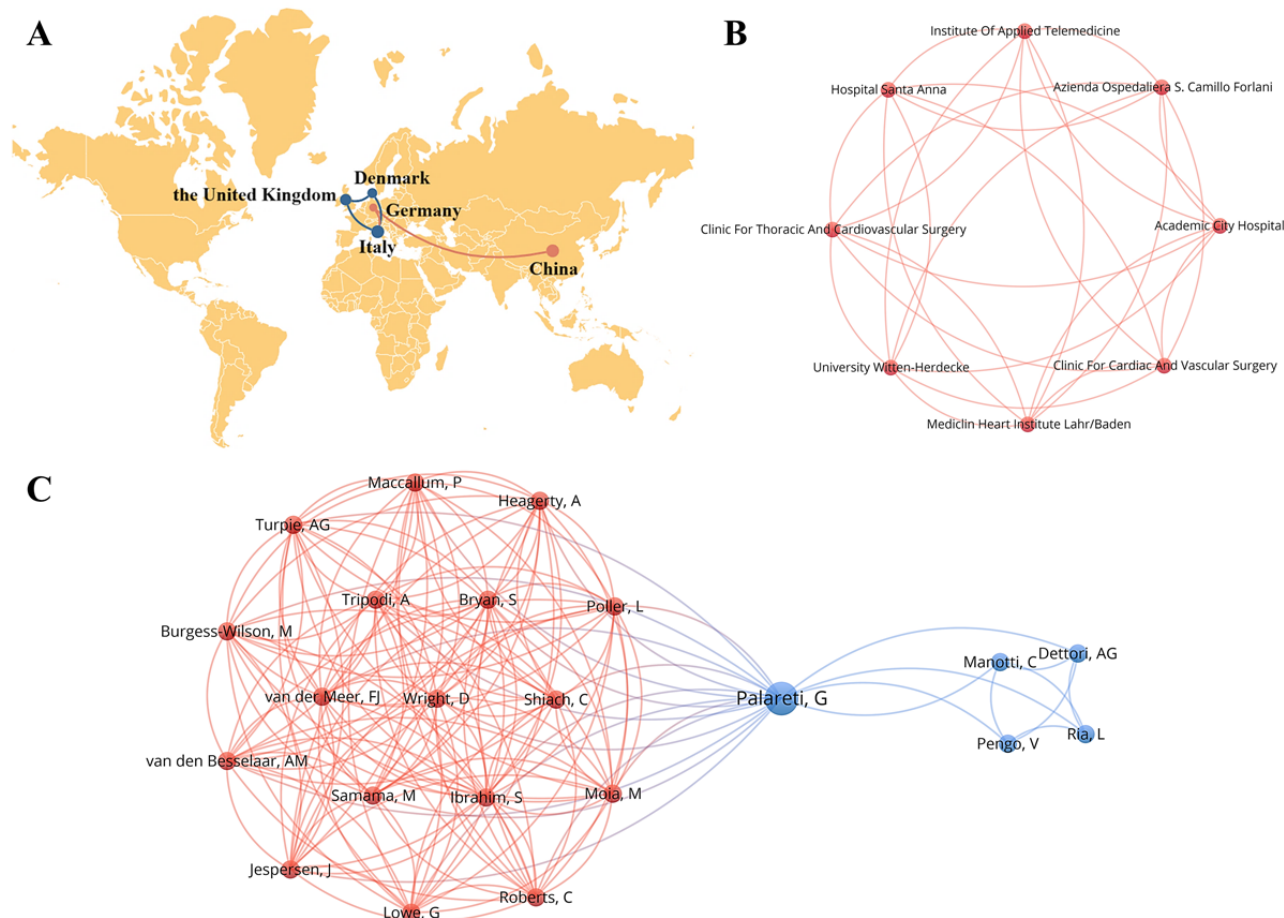 A
the United Kingdom
Denmark
Germany
Italy
China
B
Institute Of Applied Telemedicine
Hospital Santa Anna
Azienda Ospedaliera S. Camillo Forlani
Clinic For Thoracic And Cardiovascular Surgery
Academic City Hospital
University Witten-Herdecke
Clinic For Cardiac And Vascular Surgery
Mediclin Heart Institute Lahr/Baden
C
Maccallum, P
Heagerty, A
Turpie, AG
Tripodi, A
Bryan, S
Poller, L
Burgess-Wilson, M
van der Meer, FJ
Wright, D
Shiach, C
van den Besselaar, AM
Samama, M
Ibrahim, S
Moia, M
Jespersen, J
Roberts, C
Lowe, G
Palareti, G
Manotti, C
Dettori, AG
Pengo, V
Ria, L